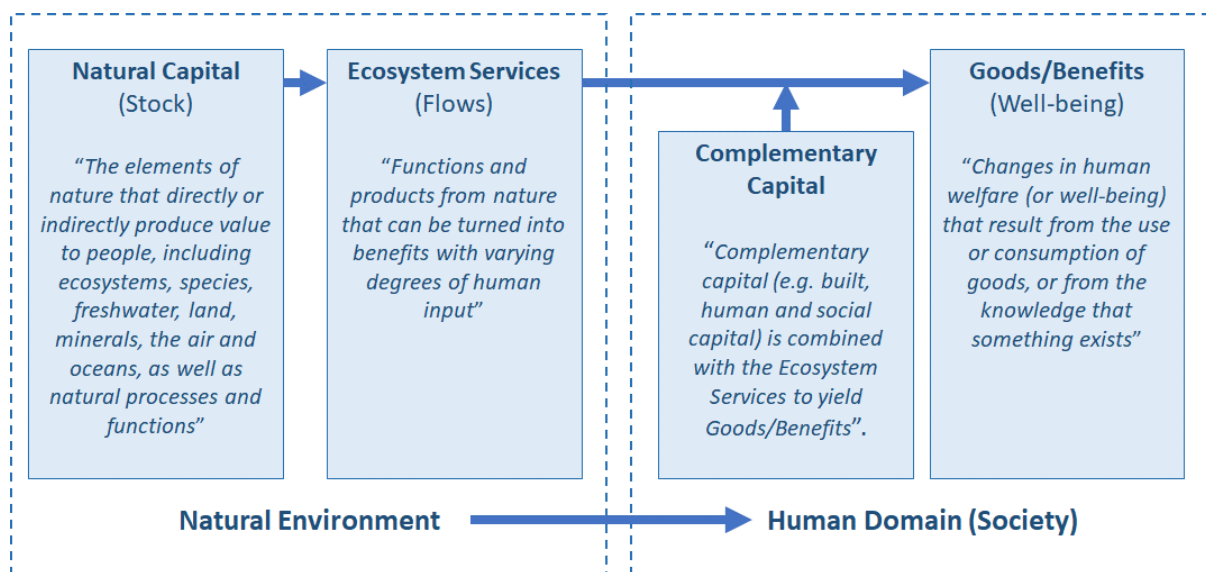 Natural Capital
(Stock)
“The elements of
nature that directly or
indirectly produce value
to people, including
ecosystems, species,
freshwater, land,
minerals, the air and
oceans, as well as
natural processes and
functions”
Ecosystem Services
(Flows)
“Functions and
products from nature
that can be turned into
benefits with varying
degrees of human
input”
Complementary
Capital
“Complementary
capital (e.g. built,
human and social
capital) is combined
with the Ecosystem
Services to yield
Goods/Benefits”.
Goods/Benefits
(Well-being)
“Changes in human
welfare (or well-being)
that result from the use
or consumption of
goods, or from the
knowledge that
something exists”
Natural Environment
Human Domain (Society)